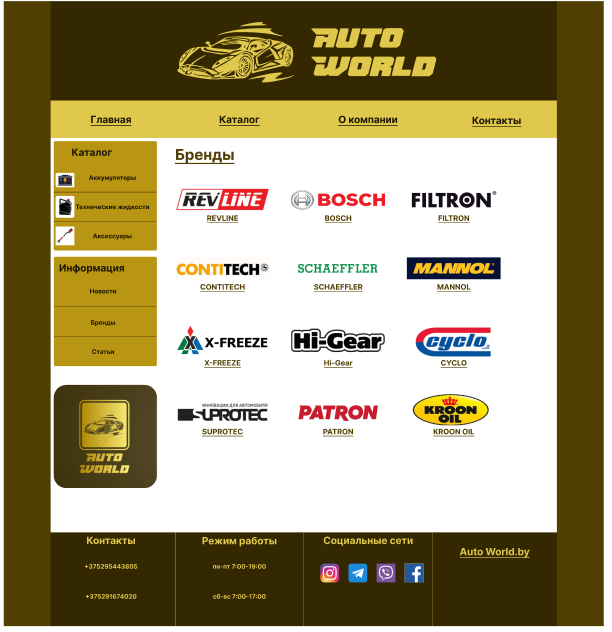 AUTO
WORLD
Главная
Каталог
О компании
Контакты
Каталог
Аккумуляторы
Технические жидкости
Аксессуары
Информация
Новости
Бренды
Статьи
AUTO
WORLD
Бренды
REVLINE
BOSCH
FILTRON®
REVLINE
BOSCH
FILTRON
CONTITECH
SCHAEFFLER
MANNOL®
CONTITECH
SCHAEFFLER
MANNOL
X-FREEZE
Hi-Gear
cyclo
X-FREEZE
Hi-Gear
CYCLO
ИННОВАЦИИ ДЛЯ АВТОМОБИЛЯ
SUPROTEC
PATRON
KROON
OIL
SUPROTEC
PATRON
KROON OIL
Контакты
+375295443805
+375291674020
Режим работы
пн-пт 7:00-19:00
сб-вс 7:00-17:00
Социальные сети
Auto World.by